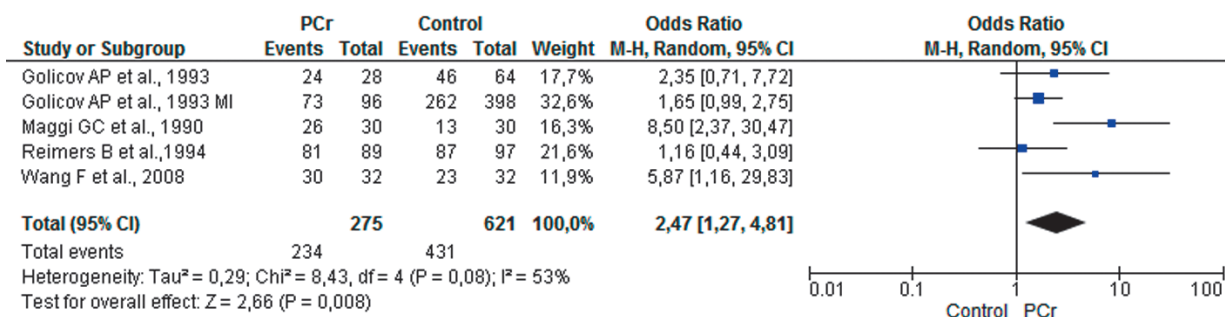 PCr Control Odds Ratio Odds Ratio
Study or Subgroup Events Total Events Total Weight M-H, Random, 95% CI M-H, Random, 95% CI
Golicov AP et al., 1993 24 28 46 64 17,7% 2,35 [0,71, 7,72]
Golicov AP et al., 1993 MI 73 96 262 398 32,6% 1,65 [0,99, 2,75]
Maggi GC et al., 1990 26 30 13 30 16,3% 8,50 [2,37, 30,47]
Reimers B et al.,1994 81 89 87 97 21,6% 1,16 [0,44, 3,09]
Wang F et al., 2008 30 32 23 32 11,9% 5,87 [1,16, 29,83]
Total (95% CI) 275 621 100,0% 2,47 [1,27, 4,81]
Total events 234 431
Heterogeneity: Tau² = 0,29; Chi² = 8,43, df = 4 (P = 0,08); I² = 53%
Test for overall effect: Z = 2,66 (P = 0,008)
0.01 0.1 1 10 100
Control PCr